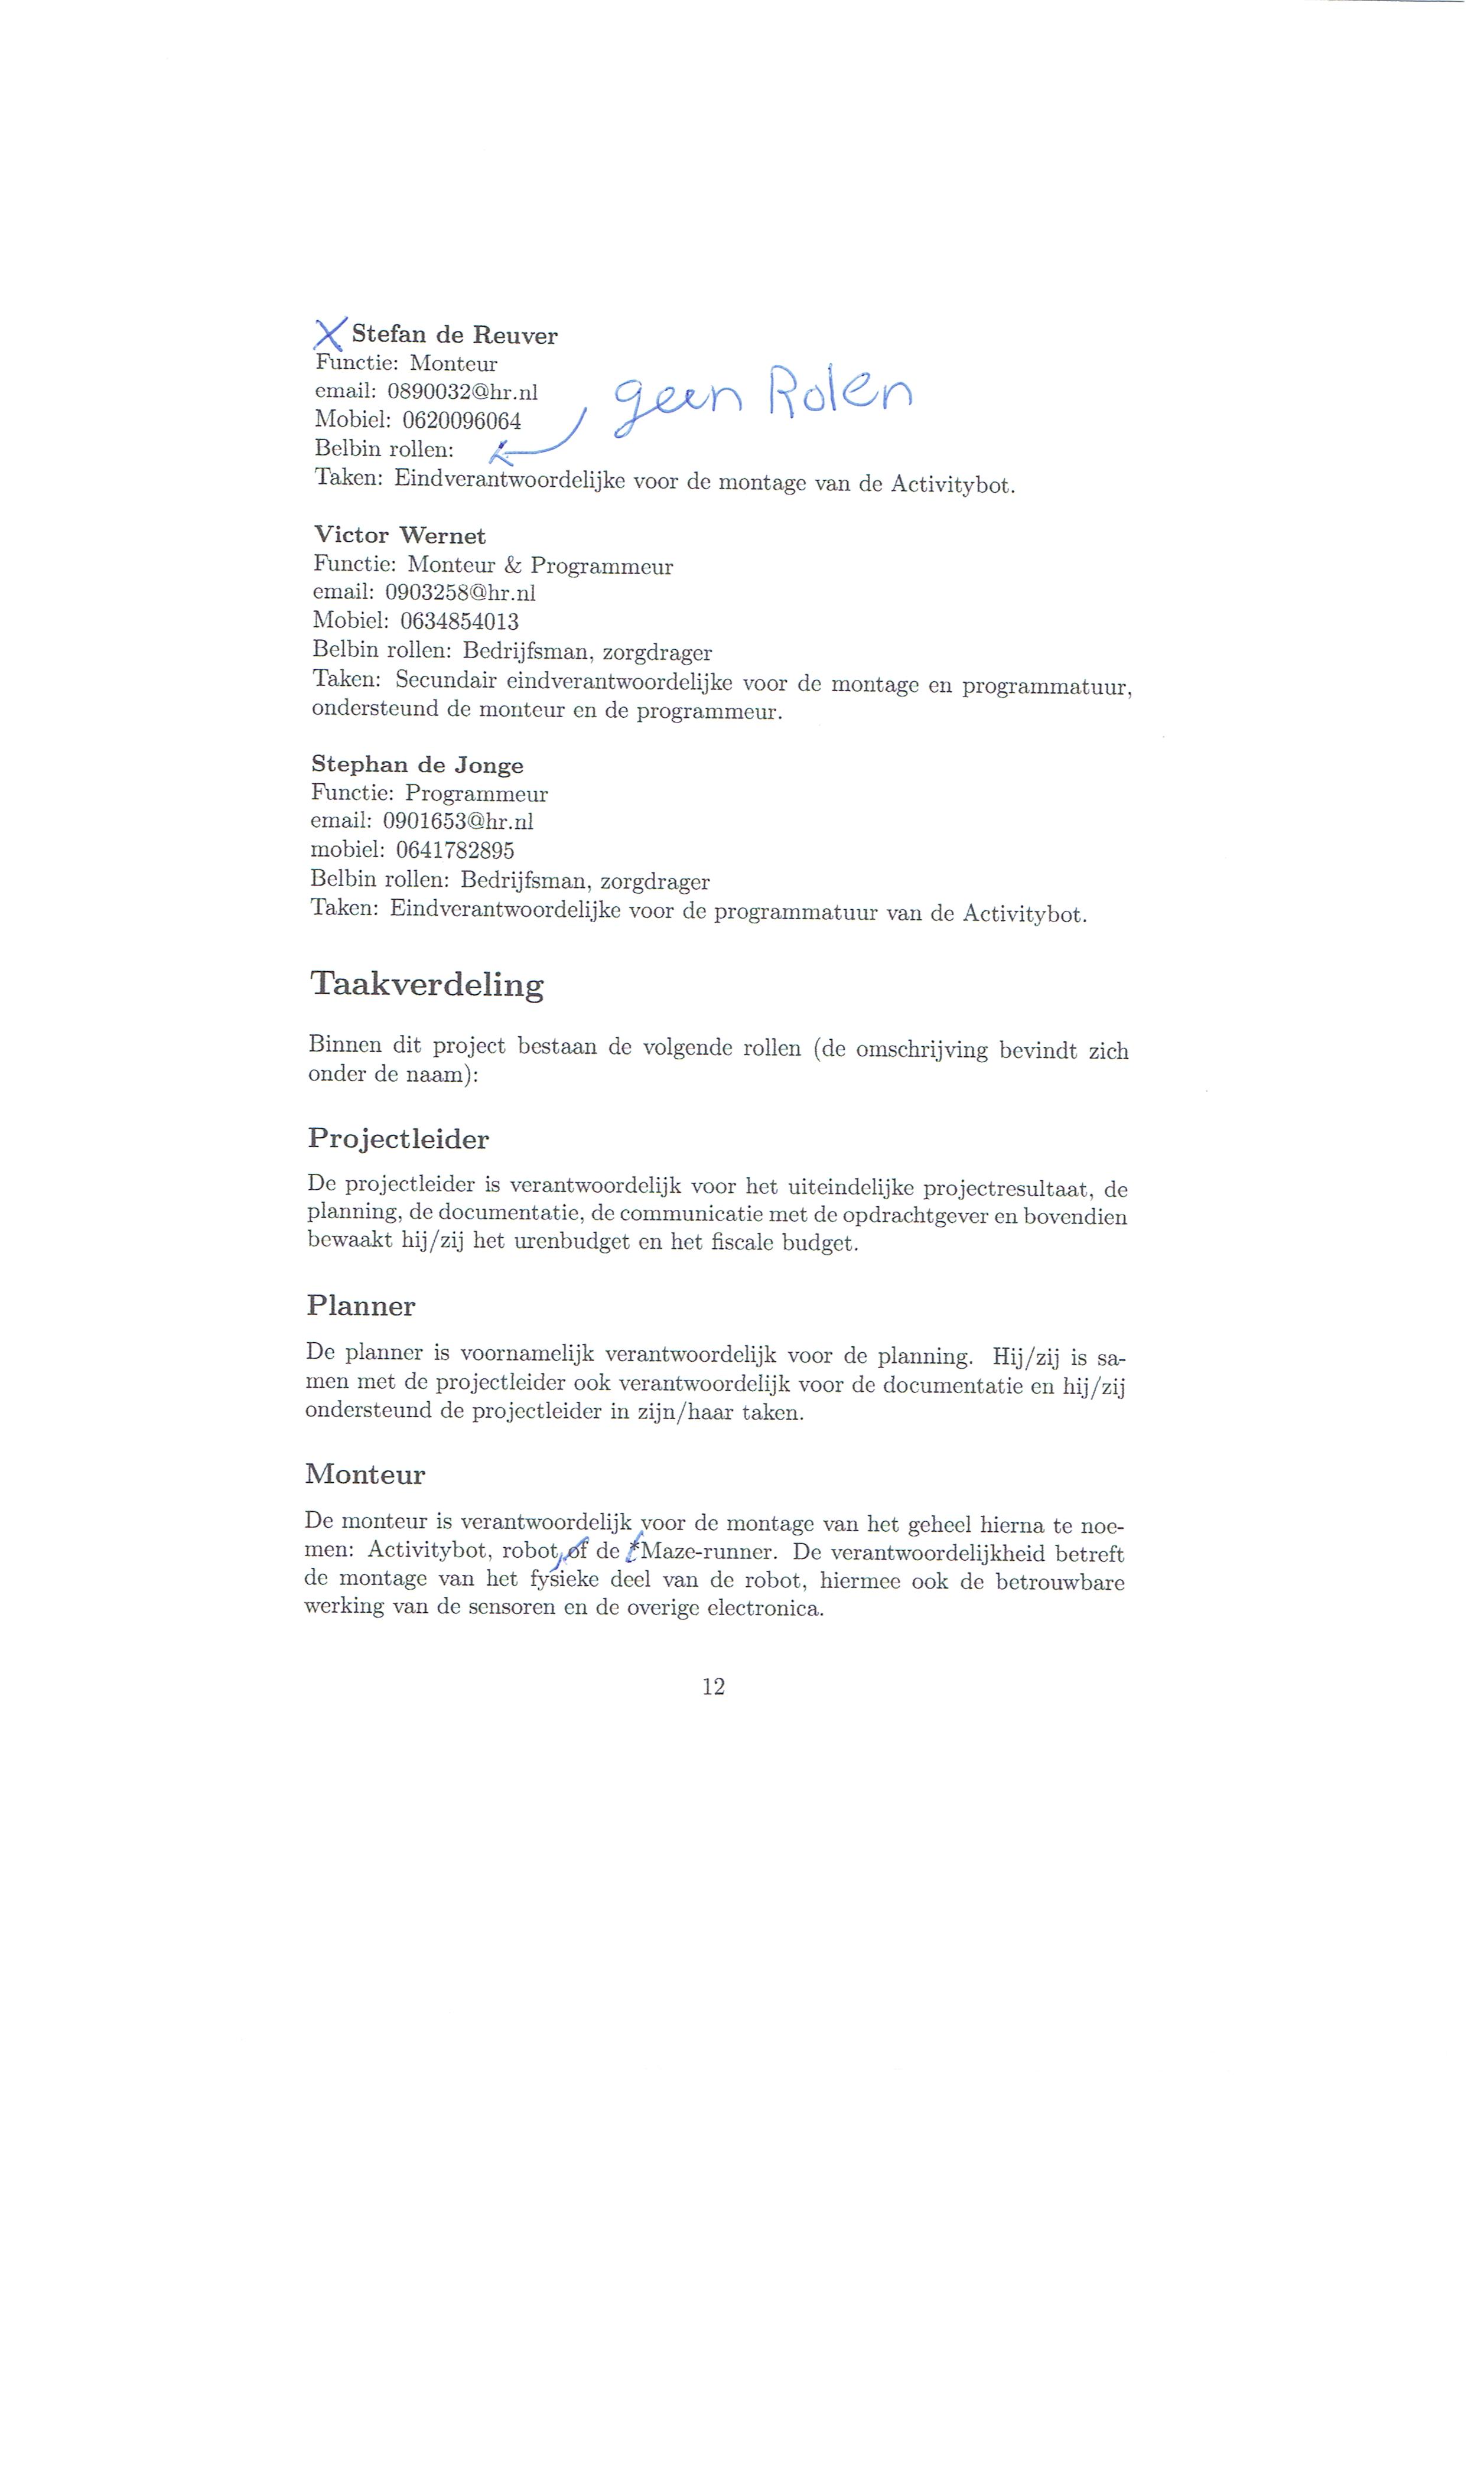 X Stefan de Reuver
Functie: Monteur
email: 0890032@hr.nl
geen Rolen
Mobiel: 0620096064
Belbin rollen:
Taken: Eindverantwoordelijke voor de montage van de Activitybot.
Victor Wernet
Functie: Monteur & Programmeur
email: 0903258@hr.nl
Mobiel: 0634854013
Belbin rollen: Bedrijfsman, zorgdrager
Taken: Secundair eindverantwoordelijke voor de montage en programmatuur,
ondersteund de monteur en de programmeur.
Stephan de Jonge
Functie: Programmeur
email: 0901653@hr.nl
mobiel: 0641782895
Belbin rollen: Bedrijfsman, zorgdrager
Taken: Eindverantwoordelijke voor de programmatuur van de Activitybot.
Taakverdeling
Binnen dit project bestaan de volgende rollen (de omschrijving bevindt zich
onder de naam):
Projectleider
De projectleider is verantwoordelijk voor het uiteindelijke projectresultaat, de
planning, de documentatie, de communicatie met de opdrachtgever en bovendien
bewaakt hij/zij het urenbudget en het fiscale budget.
Planner
De planner is voornamelijk verantwoordelijk voor de planning. Hij/zij is sa-
men met de projectleider ook verantwoordelijk voor de documentatie en hij/zij
ondersteund de projectleider in zijn/haar taken.
Monteur
De monteur is verantwoordelijk voor de montage van het geheel hierna te noe-
men: Activitybot, robot, of de *Maze-runner. De verantwoordelijkheid betreft
de montage van het fysieke deel van de robot, hiermee ook de betrouwbare
werking van de sensoren en de overige electronica.
12